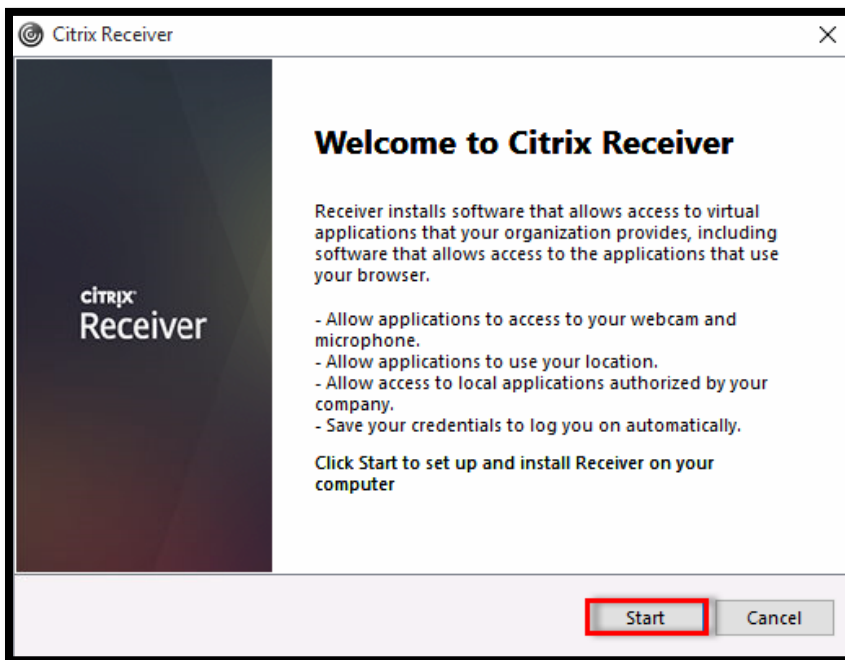 Citrix Receiver
Welcome to Citrix Receiver
Receiver installs software that allows access to virtual
applications that your organization provides, including
software that allows access to the applications that use
your browser.
- Allow applications to access to your webcam and
microphone.
- Allow applications to use your location.
- Allow access to local applications authorized by your
company.
- Save your credentials to log you on automatically.
Click Start to set up and install Receiver on your
computer
citrix
Receiver
Start
Cancel